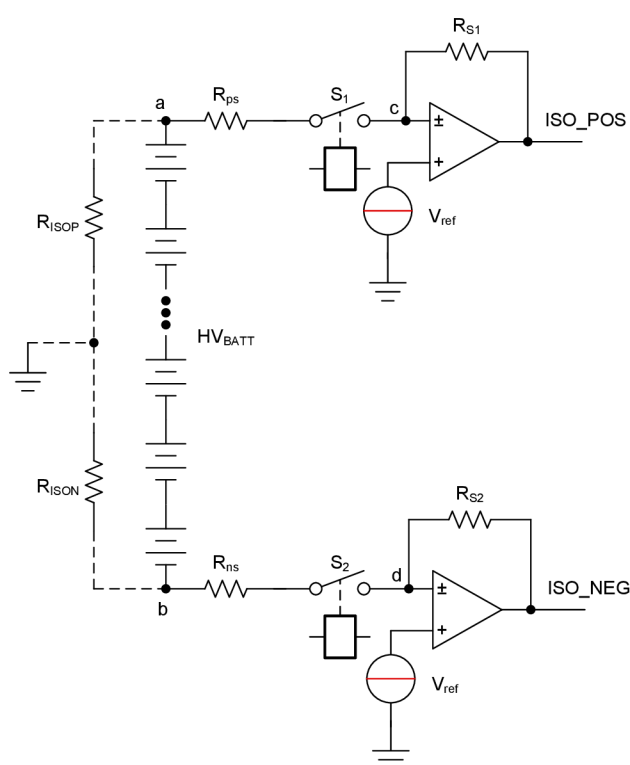 R_S1
a
R_ps
S_1
c
±
+
ISO_POS
V_ref
R_ISOP
HV_BATT
R_ISON
R_S2
b
R_ns
S_2
d
±
+
ISO_NEG
V_ref